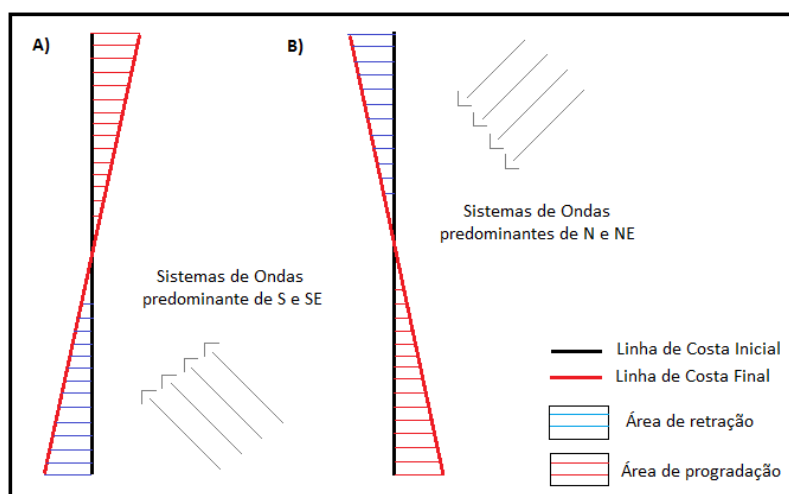 A)
B)
Sistemas de Ondas
predominantes de N e NE
Sistemas de Ondas
predominante de S e SE
Linha de Costa Inicial
Linha de Costa Final
Área de retração
Área de progradação